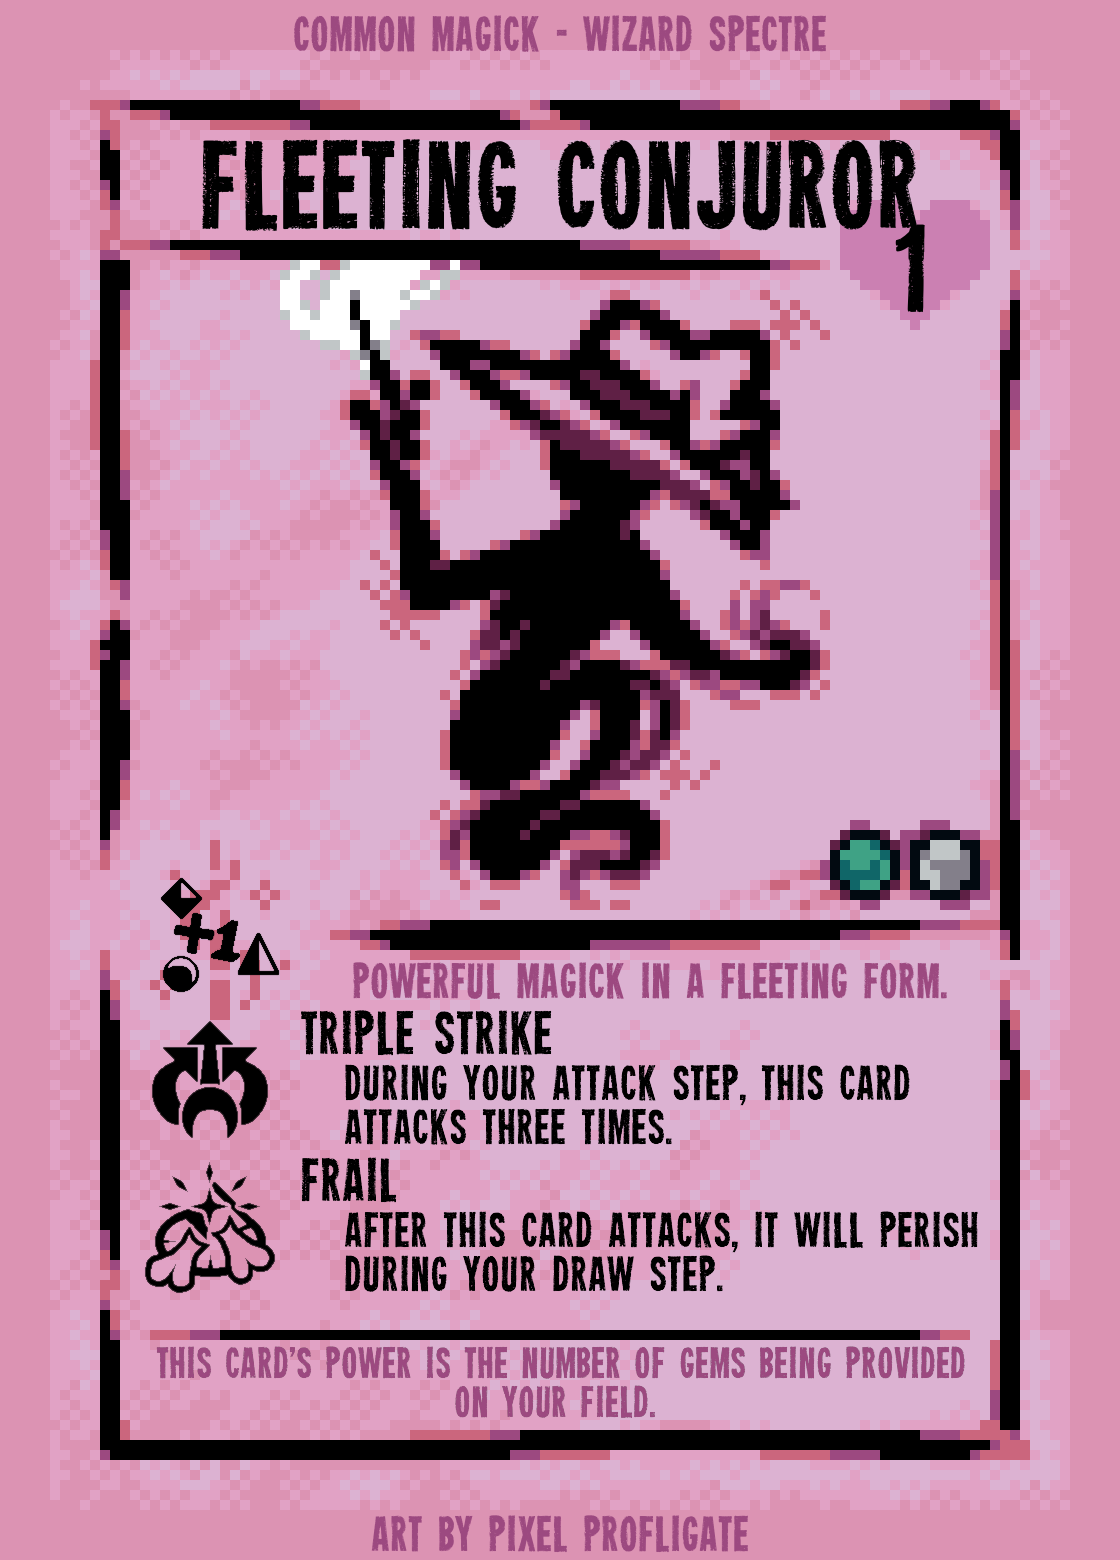 COMMON MAGICK - WIZARD SPECTRE
FLEETING CONJUROR
1
+1
POWERFUL MAGICK IN A FLEETING FORM.
TRIPLE STRIKE
DURING YOUR ATTACK STEP, THIS CARD
ATTACKS THREE TIMES.
FRAIL
AFTER THIS CARD ATTACKS, IT WILL PERISH
DURING YOUR DRAW STEP.
THIS CARD'S POWER IS THE NUMBER OF GEMS BEING PROVIDED
ON YOUR FIELD.
ART BY PIXEL PROFLIGATE